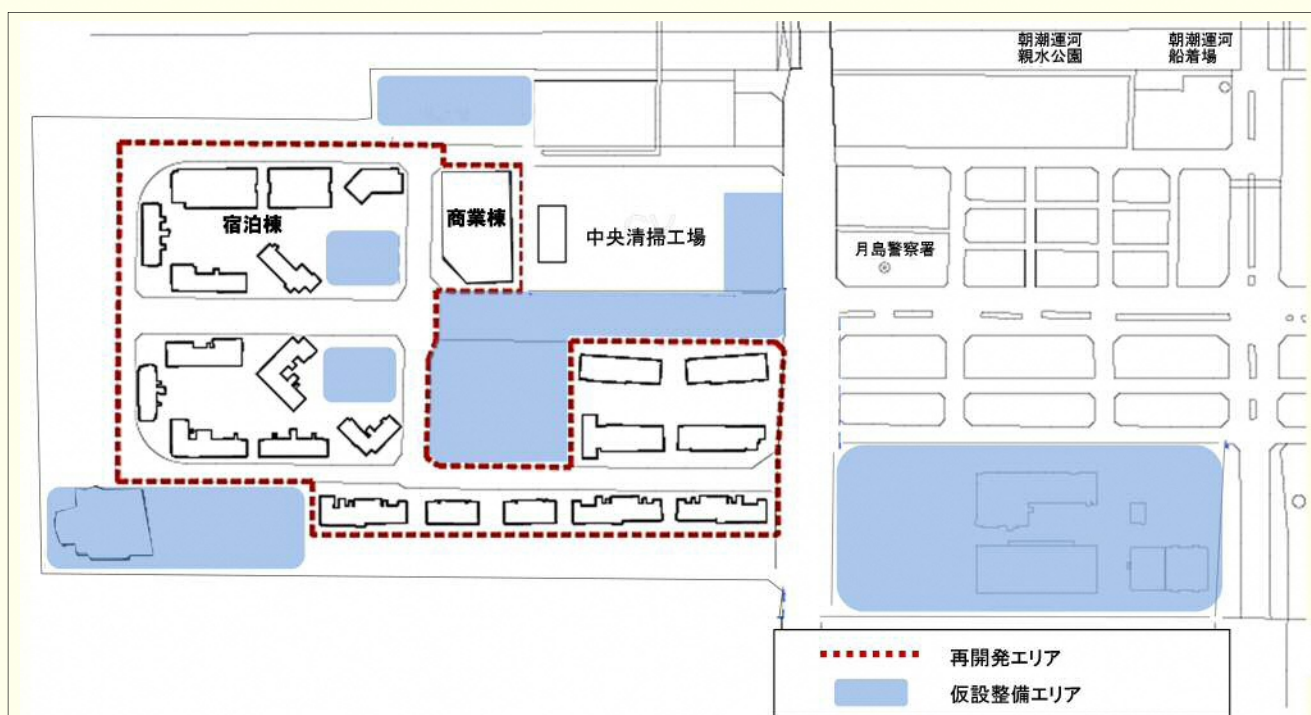 朝潮運河
親水公園
朝潮運河
船着場
宿泊棟
商業棟
中央清掃工場
月島警察署
再開発エリア
仮設整備エリア